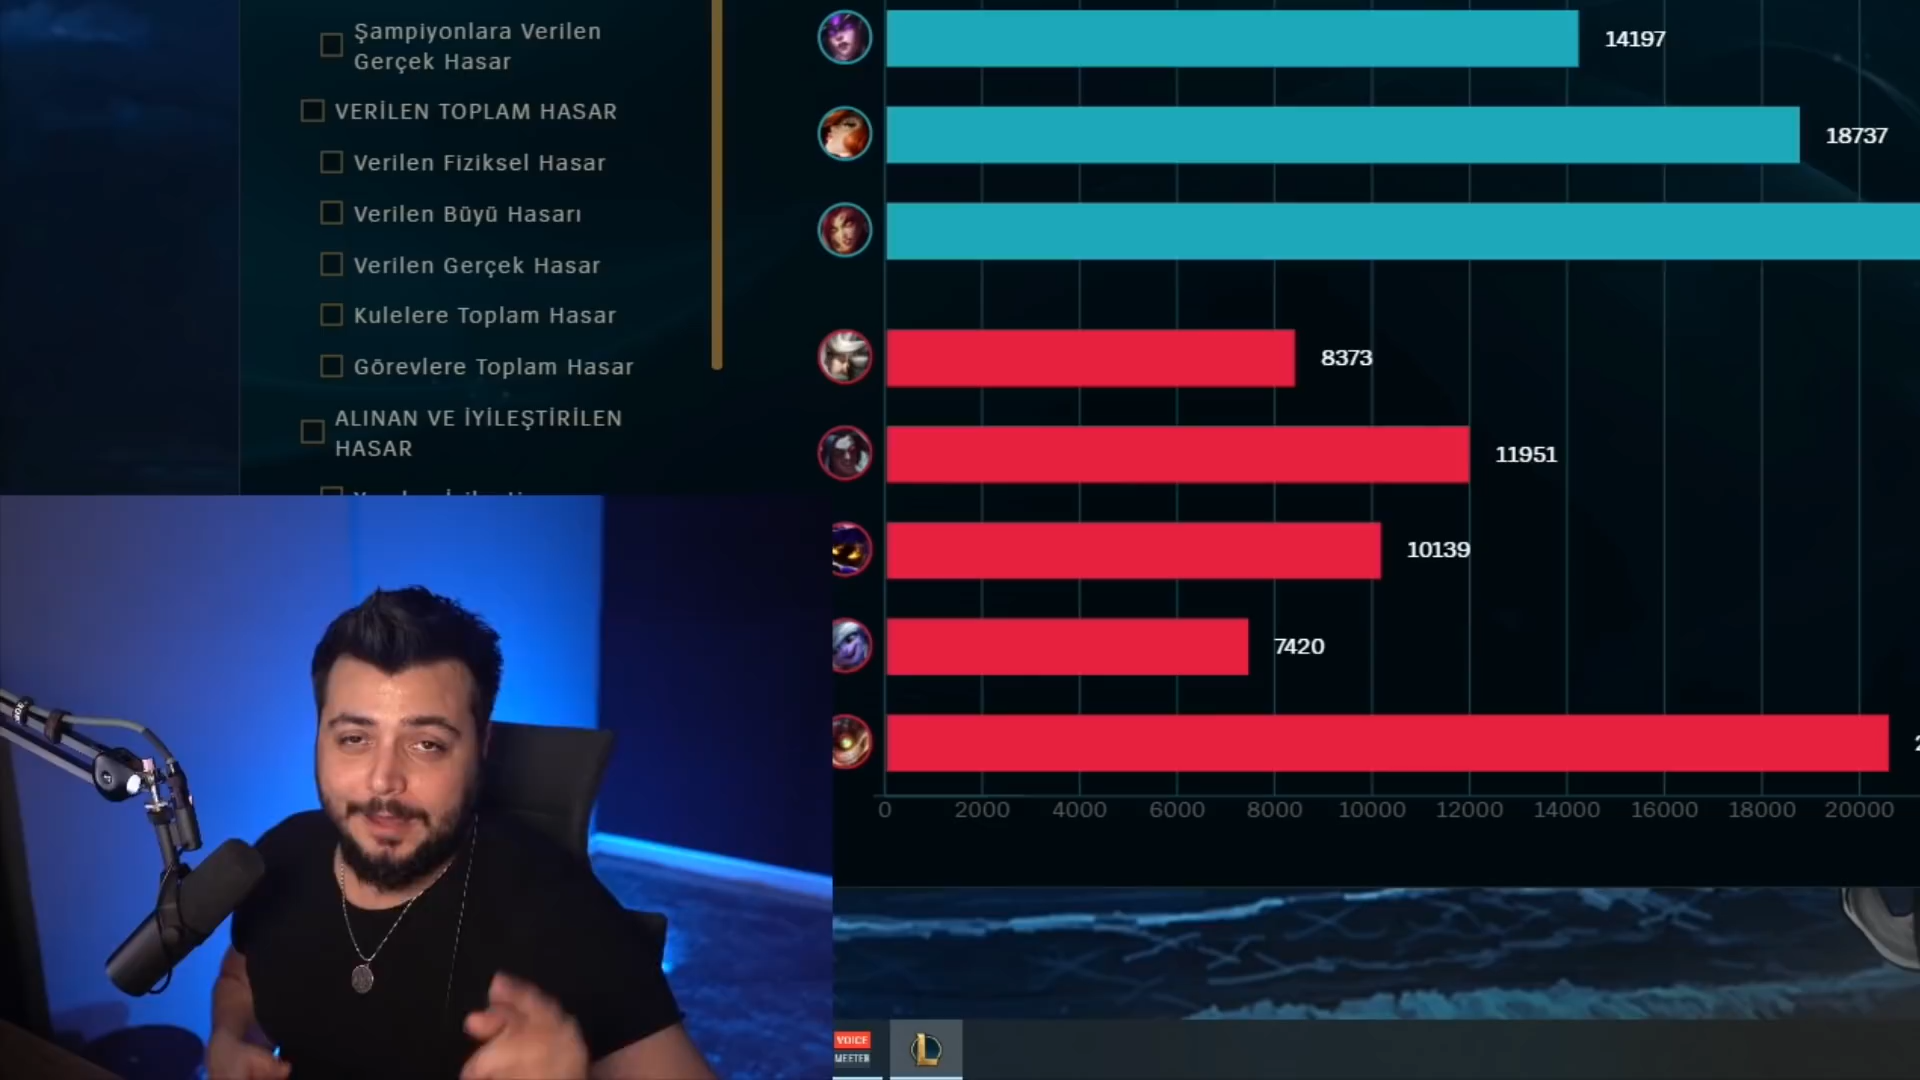 Şampiyonlara Verilen
Gerçek Hasar
VERİLEN TOPLAM HASAR
Verilen Fiziksel Hasar
Verilen Büyü Hasarı
Verilen Gerçek Hasar
Kulelere Toplam Hasar
Görevlere Toplam Hasar
ALINAN VE İYİLEŞTİRİLEN
HASAR
14197
18737
8373
11951
10139
7420
0 2000 4000 6000 8000 10000 12000 14000 16000 18000 20000
VOICE
MEETER